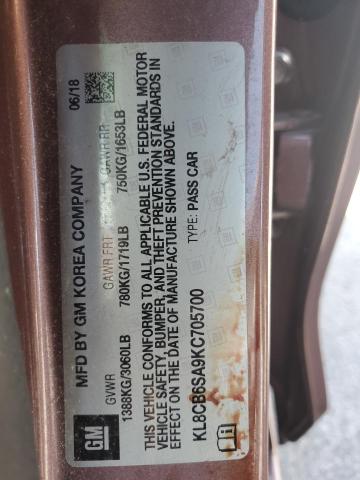 GM
MFD BY GM KOREA COMPANY 06/18
GVWR GAWR FRT GAWR RR
1388KG/3060LB 780KG/1719LB 750KG/1653LB
THIS VEHICLE CONFORMS TO ALL APPLICABLE U.S. FEDERAL MOTOR
VEHICLE SAFETY, BUMPER, AND THEFT PREVENTION STANDARDS IN
EFFECT ON THE DATE OF MANUFACTURE SHOWN ABOVE.
TYPE: PASS CAR
KL8CB6SA9KC705700